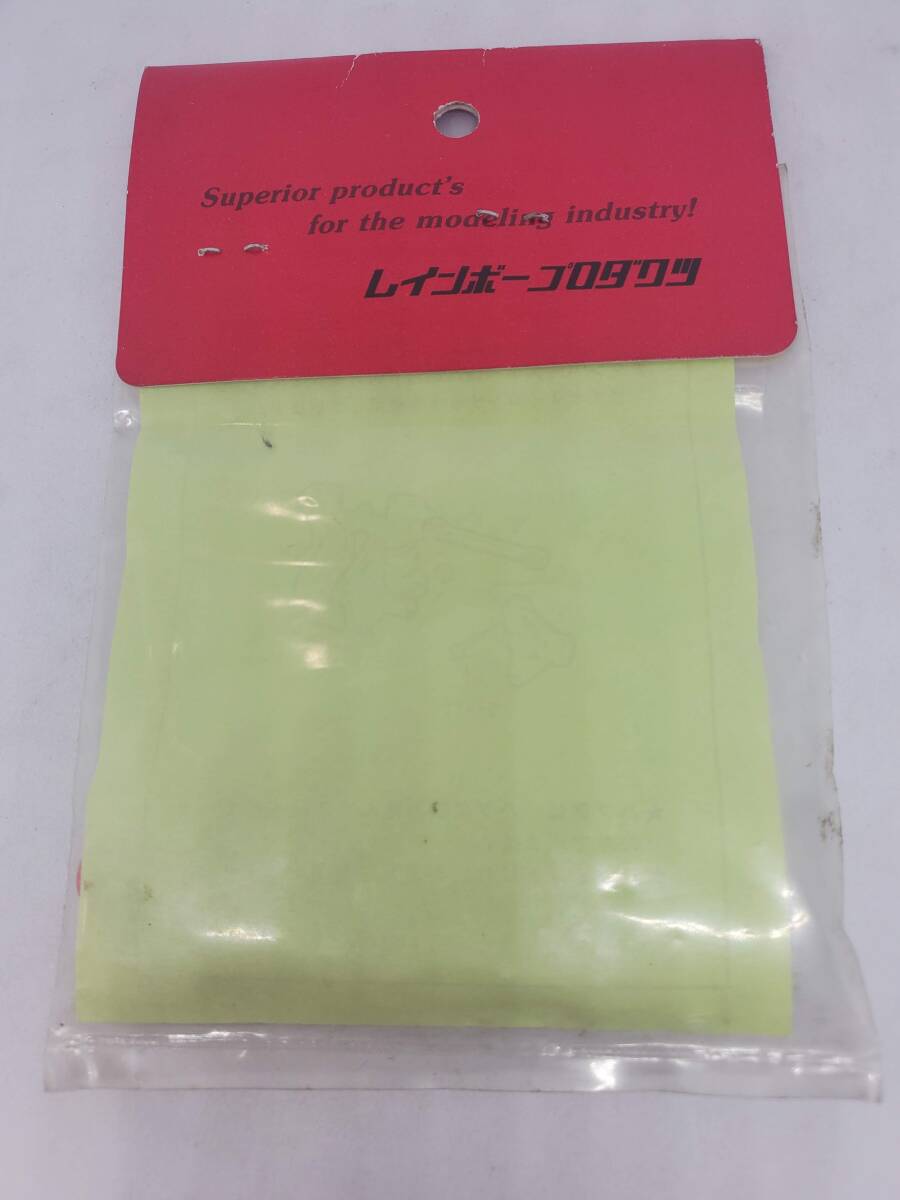 Superior product's
for the modeling industry!
レインボープロダクツ